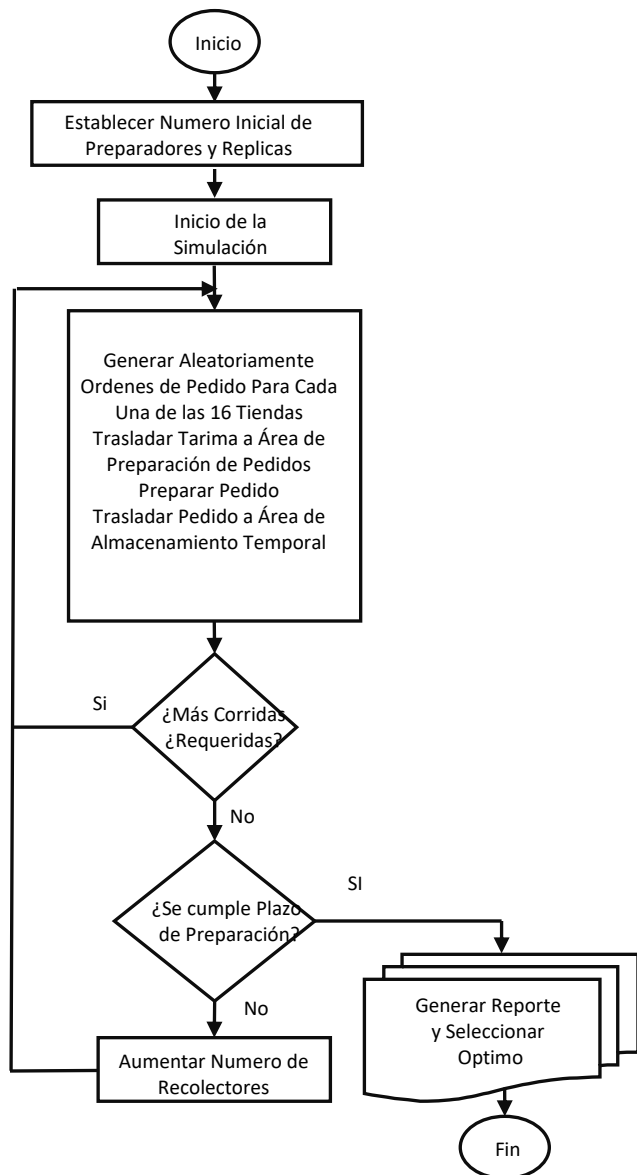 Inicio
Establecer Numero Inicial de
Preparadores y Replicas
Inicio de la
Simulación
Generar Aleatoriamente
Ordenes de Pedido Para Cada
Una de las 16 Tiendas
Trasladar Tarima a Área de
Preparación de Pedidos
Preparar Pedido
Trasladar Pedido a Área de
Almacenamiento Temporal
Si
¿Más Corridas
¿Requeridas?
No
SI
¿Se cumple Plazo
de Preparación?
No
Generar Reporte
y Seleccionar
Optimo
Aumentar Numero de
Recolectores
Fin